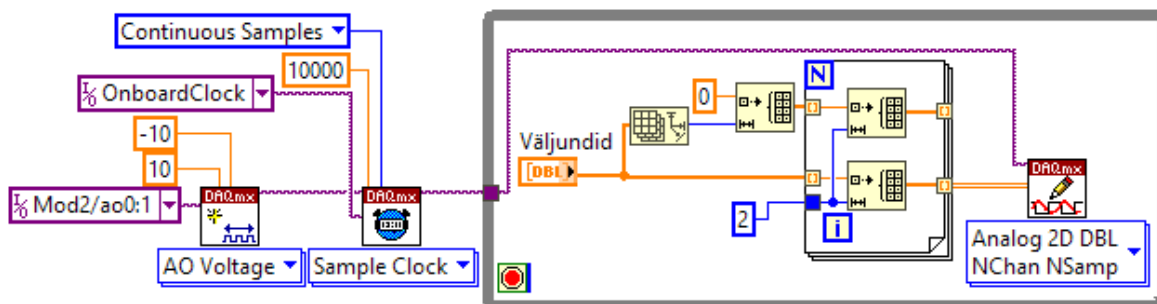 Continuous Samples
10000
I/O OnboardClock
-10
10
I/O Mod2/ao0:1
DAQmx
AO Voltage
DAQmx
Sample Clock
Väljundid
[DBL]
0
2
N
i
DAQmx
Analog 2D DBL
NChan NSamp